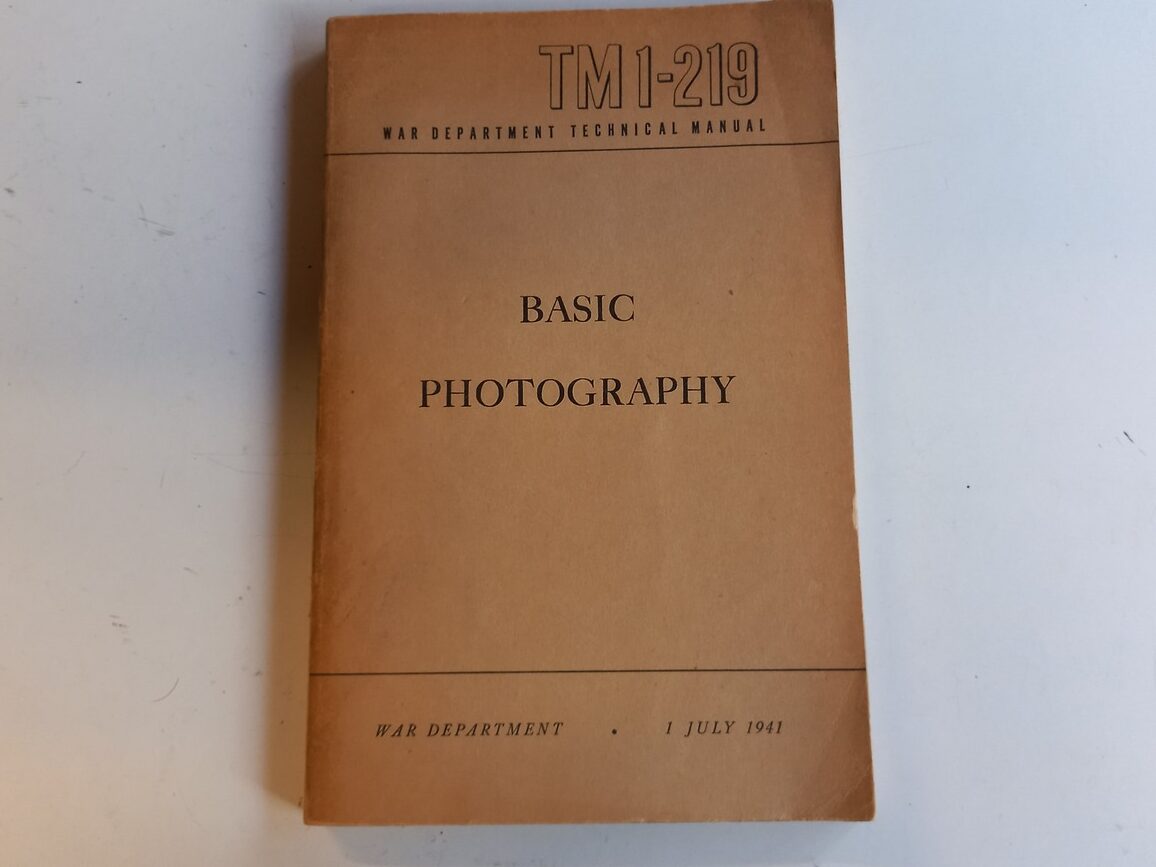 TM 1-219
WAR DEPARTMENT TECHNICAL MANUAL
BASIC
PHOTOGRAPHY
WAR DEPARTMENT . 1 JULY 1941